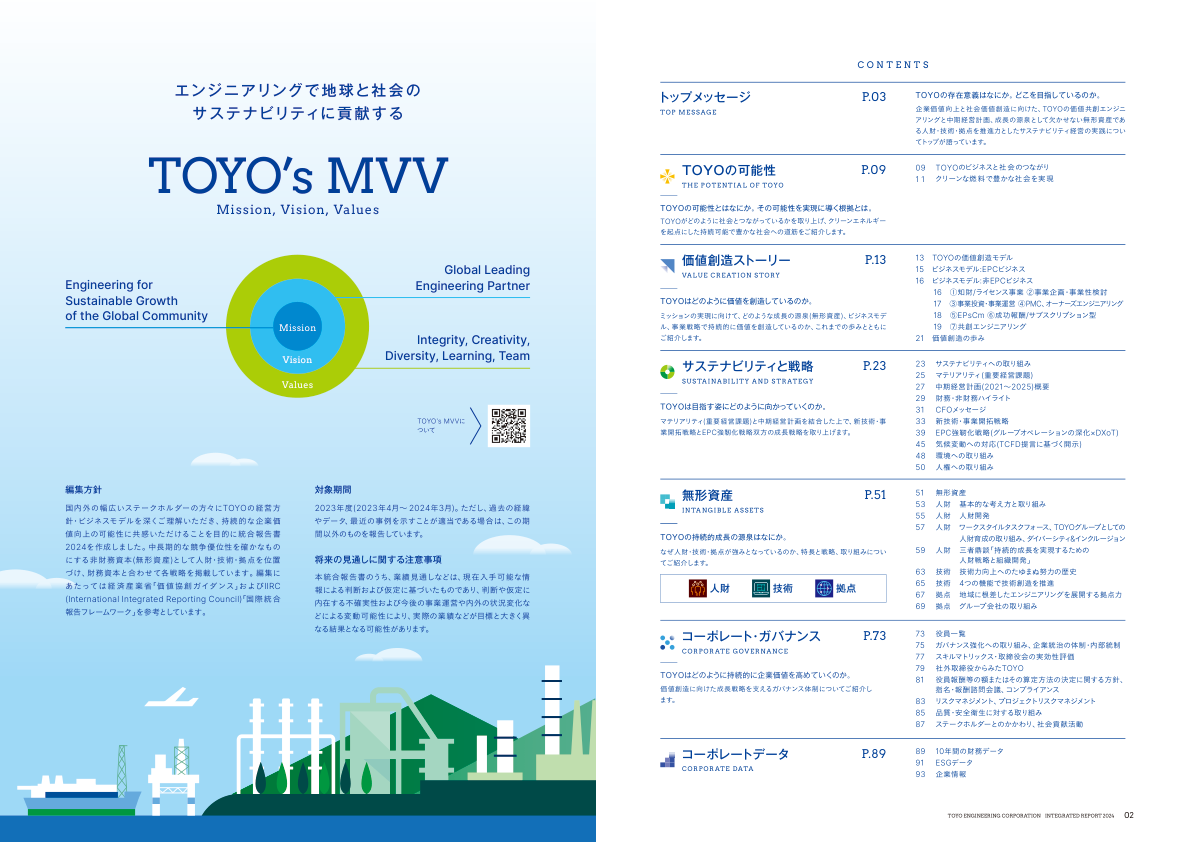 エンジニアリングで地球と社会の
サステナビリティに貢献する
TOYO's MVV
Mission, Vision, Values
Engineering for
Sustainable Growth
of the Global Community
Global Leading
Engineering Partner
Integrity, Creativity,
Diversity, Learning, Team
Mission
Vision
Values
TOYO's MVVに
ついて
編集方針
国内外の幅広いステークホルダーの方々にTOYOの経営方
針・ビジネスモデルを深くご理解いただき、持続的な企業価
値向上の可能性に共感いただけることを目的に統合報告書
2024を作成しました。中長期的な競争優位性を確かなもの
にする非財務資本(無形資産)として人財・技術・拠点を位置
づけ、財務資本と合わせて各戦略を掲載しています。編集に
あたっては経済産業省「価値協創ガイダンス」およびIIRC
(International Integrated Reporting Council)「国際統合
報告フレームワーク」を参考としています。
対象期間
2023年度(2023年4月～2024年3月)。ただし、過去の経緯
やデータ、最近の事例を示すことが適当である場合は、この期
間以外のものを報告しています。
将来の見通しに関する注意事項
本統合報告書のうち、業績見通しなどは、現在入手可能な情
報による判断および仮定に基づいたものであり、判断や仮定に
内在する不確実性および今後の事業運営や内外の状況変化な
どによる変動可能性により、実際の業績などが目標と大きく異
なる結果となる可能性があります。
CONTENTS
トップメッセージ P.03
TOP MESSAGE
TOYOの存在意義はなにか。どこを目指しているのか。
企業価値向上と社会価値創造に向けた、TOYOの価値共創エンジニ
アリングと中期経営計画、成長の源泉として欠かせない無形資産であ
る人財・技術・拠点を推進力としたサステナビリティ経営の実践につい
てトップが語っています。
TOYOの可能性 P.09
THE POTENTIAL OF TOYO
TOYOの可能性とはなにか。その可能性を実現に導く根拠とは。
TOYOがどのように社会とつながっているかを取り上げ、クリーンエネルギー
を起点にした持続可能で豊かな社会への道筋をご紹介します。
09 TOYOのビジネスと社会のつながり
11 クリーンな燃料で豊かな社会を実現
価値創造ストーリー P.13
VALUE CREATION STORY
TOYOはどのように価値を創造しているのか。
ミッションの実現に向けて、どのような成長の源泉(無形資産)、ビジネスモデ
ル、事業戦略で持続的に価値を創造しているのか、これまでの歩みとともに
ご紹介します。
13 TOYOの価値創造モデル
15 ビジネスモデル:EPCビジネス
16 ビジネスモデル:非EPCビジネス
16 ①知財/ライセンス事業 ②事業企画・事業性検討
17 ③事業投資・事業運営 ④PMC、オーナーズエンジニアリング
18 ⑤EPsCm ⑥成功報酬/サブスクリプション型
19 ⑦共創エンジニアリング
21 価値創造の歩み
サステナビリティと戦略 P.23
SUSTAINABILITY AND STRATEGY
TOYOは目指す姿にどのように向かっていくのか。
マテリアリティ(重要経営課題)と中期経営計画を結合した上で、新技術・事
業開拓戦略とEPC強靭化戦略双方の成長戦略を取り上げます。
23 サステナビリティへの取り組み
25 マテリアリティ(重要経営課題)
27 中期経営計画(2021～2025)概要
29 財務・非財務ハイライト
31 CFOメッセージ
33 新技術・事業開拓戦略
39 EPC強靭化戦略(グループオペレーションの深化×DXoT)
45 気候変動への対応(TCFD提言に基づく開示)
48 環境への取り組み
50 人権への取り組み
無形資産 P.51
INTANGIBLE ASSETS
TOYOの持続的成長の源泉はなにか。
なぜ人財・技術・拠点が強みとなっているのか、特長と戦略、取り組みについ
てご紹介します。
人財 技術 拠点
51 無形資産
53 人財 基本的な考え方と取り組み
55 人財 人財開発
57 人財 ワークスタイルタスクフォース、TOYOグループとしての
人財育成の取り組み、ダイバーシティ&インクルージョン
59 人財 三者鼎談「持続的成長を実現するための
人財戦略と組織開発」
63 技術 技術力向上へのたゆまぬ努力の歴史
65 技術 4つの機能で技術創造を推進
67 拠点 地域に根差したエンジニアリングを展開する拠点力
69 拠点 グループ会社の取り組み
コーポレート・ガバナンス P.73
CORPORATE GOVERNANCE
TOYOはどのように持続的に企業価値を高めていくのか。
価値創造に向けた成長戦略を支えるガバナンス体制についてご紹介し
ます。
73 役員一覧
75 ガバナンス強化への取り組み、企業統治の体制・内部統制
77 スキルマトリックス・取締役会の実効性評価
79 社外取締役からみたTOYO
81 役員報酬等の額またはその算定方法の決定に関する方針、
指名・報酬諮問会議、コンプライアンス
83 リスクマネジメント、プロジェクトリスクマネジメント
85 品質・安全衛生に対する取り組み
87 ステークホルダーとのかかわり、社会貢献活動
コーポレートデータ P.89
CORPORATE DATA
89 10年間の財務データ
91 ESGデータ
93 企業情報
TOYO ENGINEERING CORPORATION INTEGRATED REPORT 2024 02